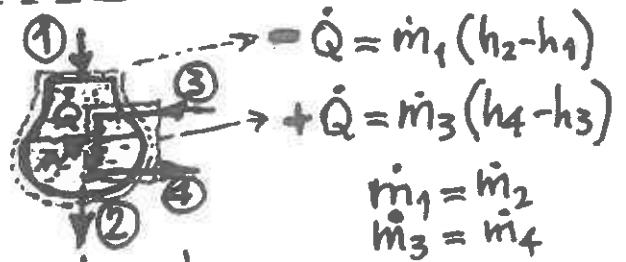 ① - Q̇ = ṁ₁(h₂-h₁)
③
Q̇ + Q̇ = ṁ₃(h₄-h₃)
④ ṁ₁ = ṁ₂
② ṁ₃ = ṁ₄